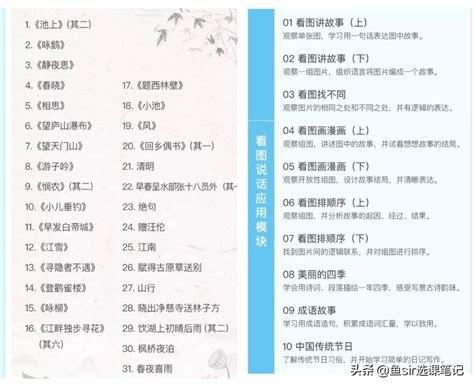 1.《池上》(其二)
2.《咏鹅》
3.《静夜思》
4.《春晓》
5.《相思》
6.《望庐山瀑布》
7.《望天门山》
8.《游子吟》
9.《悯农》(其二)
10.《小儿垂钓》
11.《早发白帝城》
12.《江雪》
13.《寻隐者不遇》
14.《登鹳雀楼》
15.《咏柳》
16.《江畔独步寻花》
(其六)
17.《题西林壁》
18.《小池》
19.《风》
20.《回乡偶书》(其一)
21. 清明
22. 早春呈水部张十八员外 (其一)
23. 绝句
24. 赠汪伦
25. 江南
26. 赋得古原草送别
27. 山行
28. 晓出净慈寺送林子方
29. 饮湖上初晴后雨 (其二)
30. 枫桥夜泊
31. 春夜喜雨
看图说话应用模块
01 看图讲故事（上）
观察单张图，学习用一句话表达图中故事。
02 看图讲故事（下）
观察一组图片，组织语言将图片编成一个故事。
03 看图找不同
观察图片的相同之处和不同之处，并有逻辑的表达。
04 看图画漫画（上）
观察组图，讲述图中的故事，并试着想想故事的结局。
05 看图画漫画（下）
观察开放性组图，设计故事结局，并清晰表达。
06 看图排顺序（上）
观察组图，并分析故事的起因、经过、结果。
07 看图排顺序（下）
找到图片间的逻辑联系，并对组图进行排序。
08 美丽的四季
学会用诗词、段落描绘一年四季，感受写景古诗韵味。
09 成语故事
读成语故事，积累成语词汇量，学以致用。
10 中国传统节日
了解传统节日习俗，并开始学习简单的日记写作。
头条 @鱼sir选课笔记